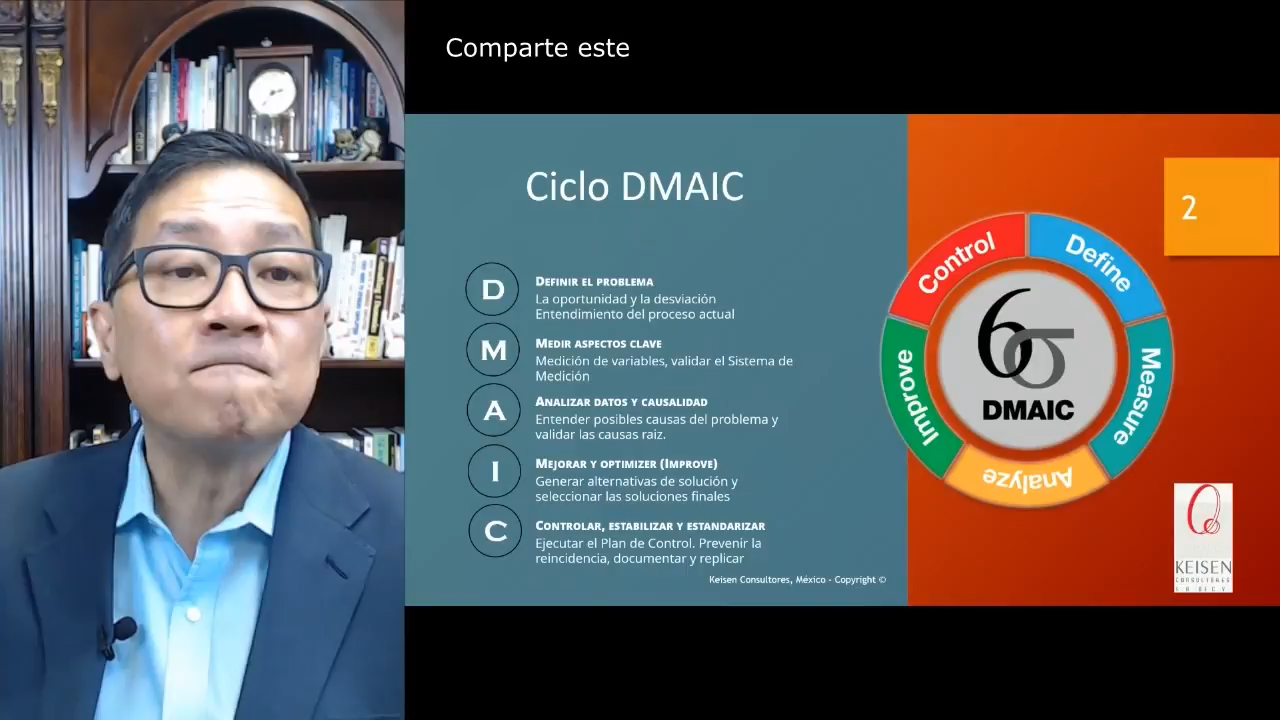 Comparte este
Ciclo DMAIC
2
D
DEFINIR EL PROBLEMA
La oportunidad y la desviación
Entendimiento del proceso actual
M
MEDIR ASPECTOS CLAVE
Medición de variables, validar el Sistema de
Medición
A
ANALIZAR DATOS Y CAUSALIDAD
Entender posibles causas del problema y
validar las causas raiz.
I
MEJORAR Y OPTIMIZER (IMPROVE)
Generar alternativas de solución y
seleccionar las soluciones finales
C
CONTROLAR, ESTABILIZAR Y ESTANDARIZAR
Ejecutar el Plan de Control. Prevenir la
reincidencia, documentar y replicar
Keisen Consultores, México - Copyright ©
Control
Define
Measure
Analyze
Improve
6σ
DMAIC
KEISEN
CONSULTORES